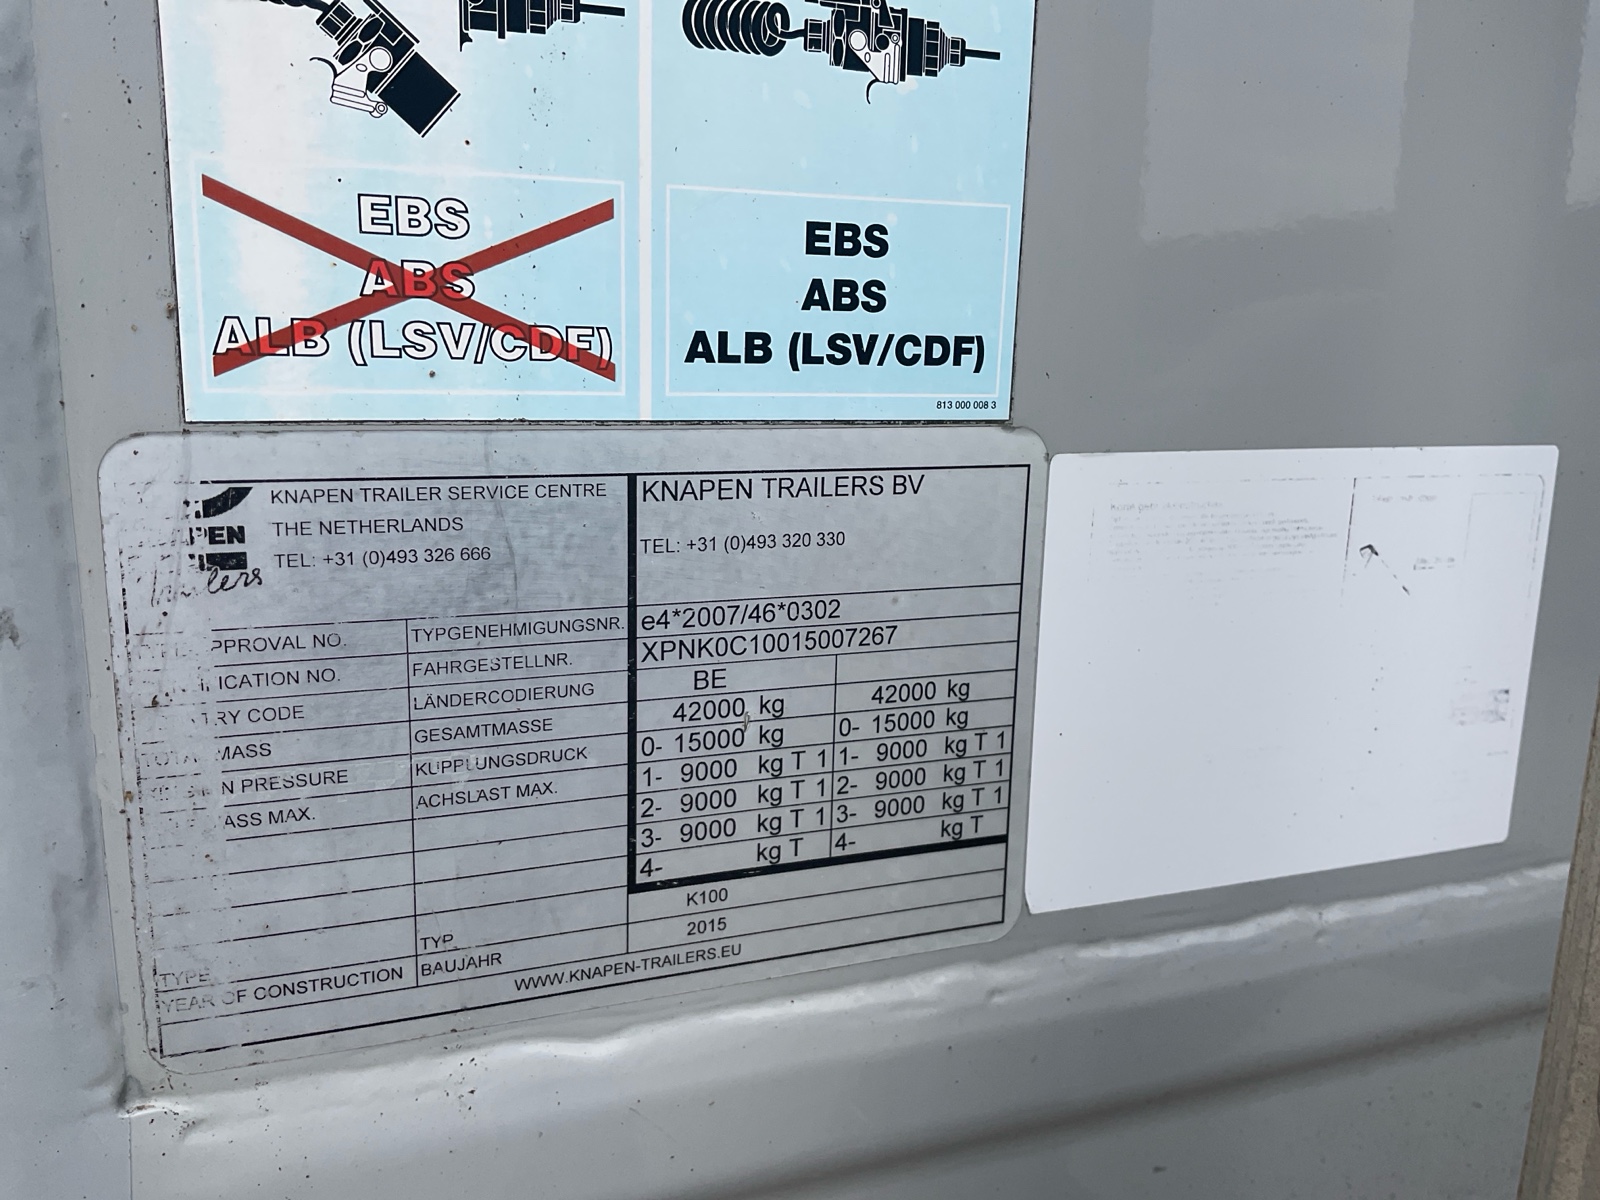 EBS
ABS
ALB (LSV/CDF)
EBS
ABS
ALB (LSV/CDF)
813 000 008 3
KNAPEN TRAILER SERVICE CENTRE
THE NETHERLANDS
TEL: +31 (0)493 326 666
PEN
KNAPEN TRAILERS BV
TEL: +31 (0)493 320 330
PPROVAL NO. TYPGENEHMIGUNGSNR. e4*2007/46*0302
ICATION NO. FAHRGESTELLNR. XPNK0C10015007267
TRY CODE LÄNDERCODIERUNG BE
MASS GESAMTMASSE 42000 kg 42000 kg
N PRESSURE KUPPLUNGSDRUCK 0- 15000 kg 0- 15000 kg
ASS MAX. ACHSLAST MAX. 1- 9000 kg T 1 1- 9000 kg T 1
2- 9000 kg T 1 2- 9000 kg T 1
3- 9000 kg T 1 3- 9000 kg T 1
4- kg T 4- kg T
TYPE TYP K100
YEAR OF CONSTRUCTION BAUJAHR 2015
WWW.KNAPEN-TRAILERS.EU